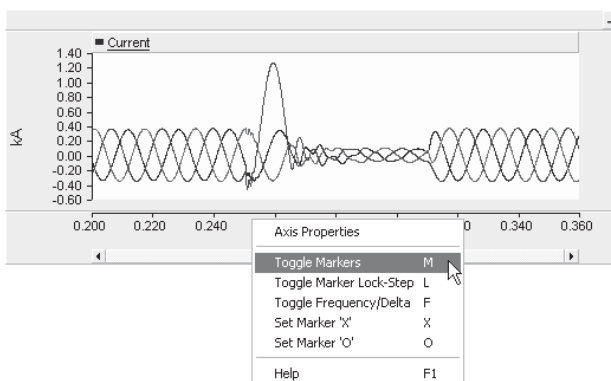 Current
1.40
1.20
1.00
0.80
0.60
0.40
0.20
0.00
-0.20
-0.40
-0.60
kA
0.200 0.220 0.240 0 0.340 0.360
Axis Properties
Toggle Markers M
Toggle Marker Lock-Step L
Toggle Frequency/Delta F
Set Marker 'X' X
Set Marker 'O' O
Help F1